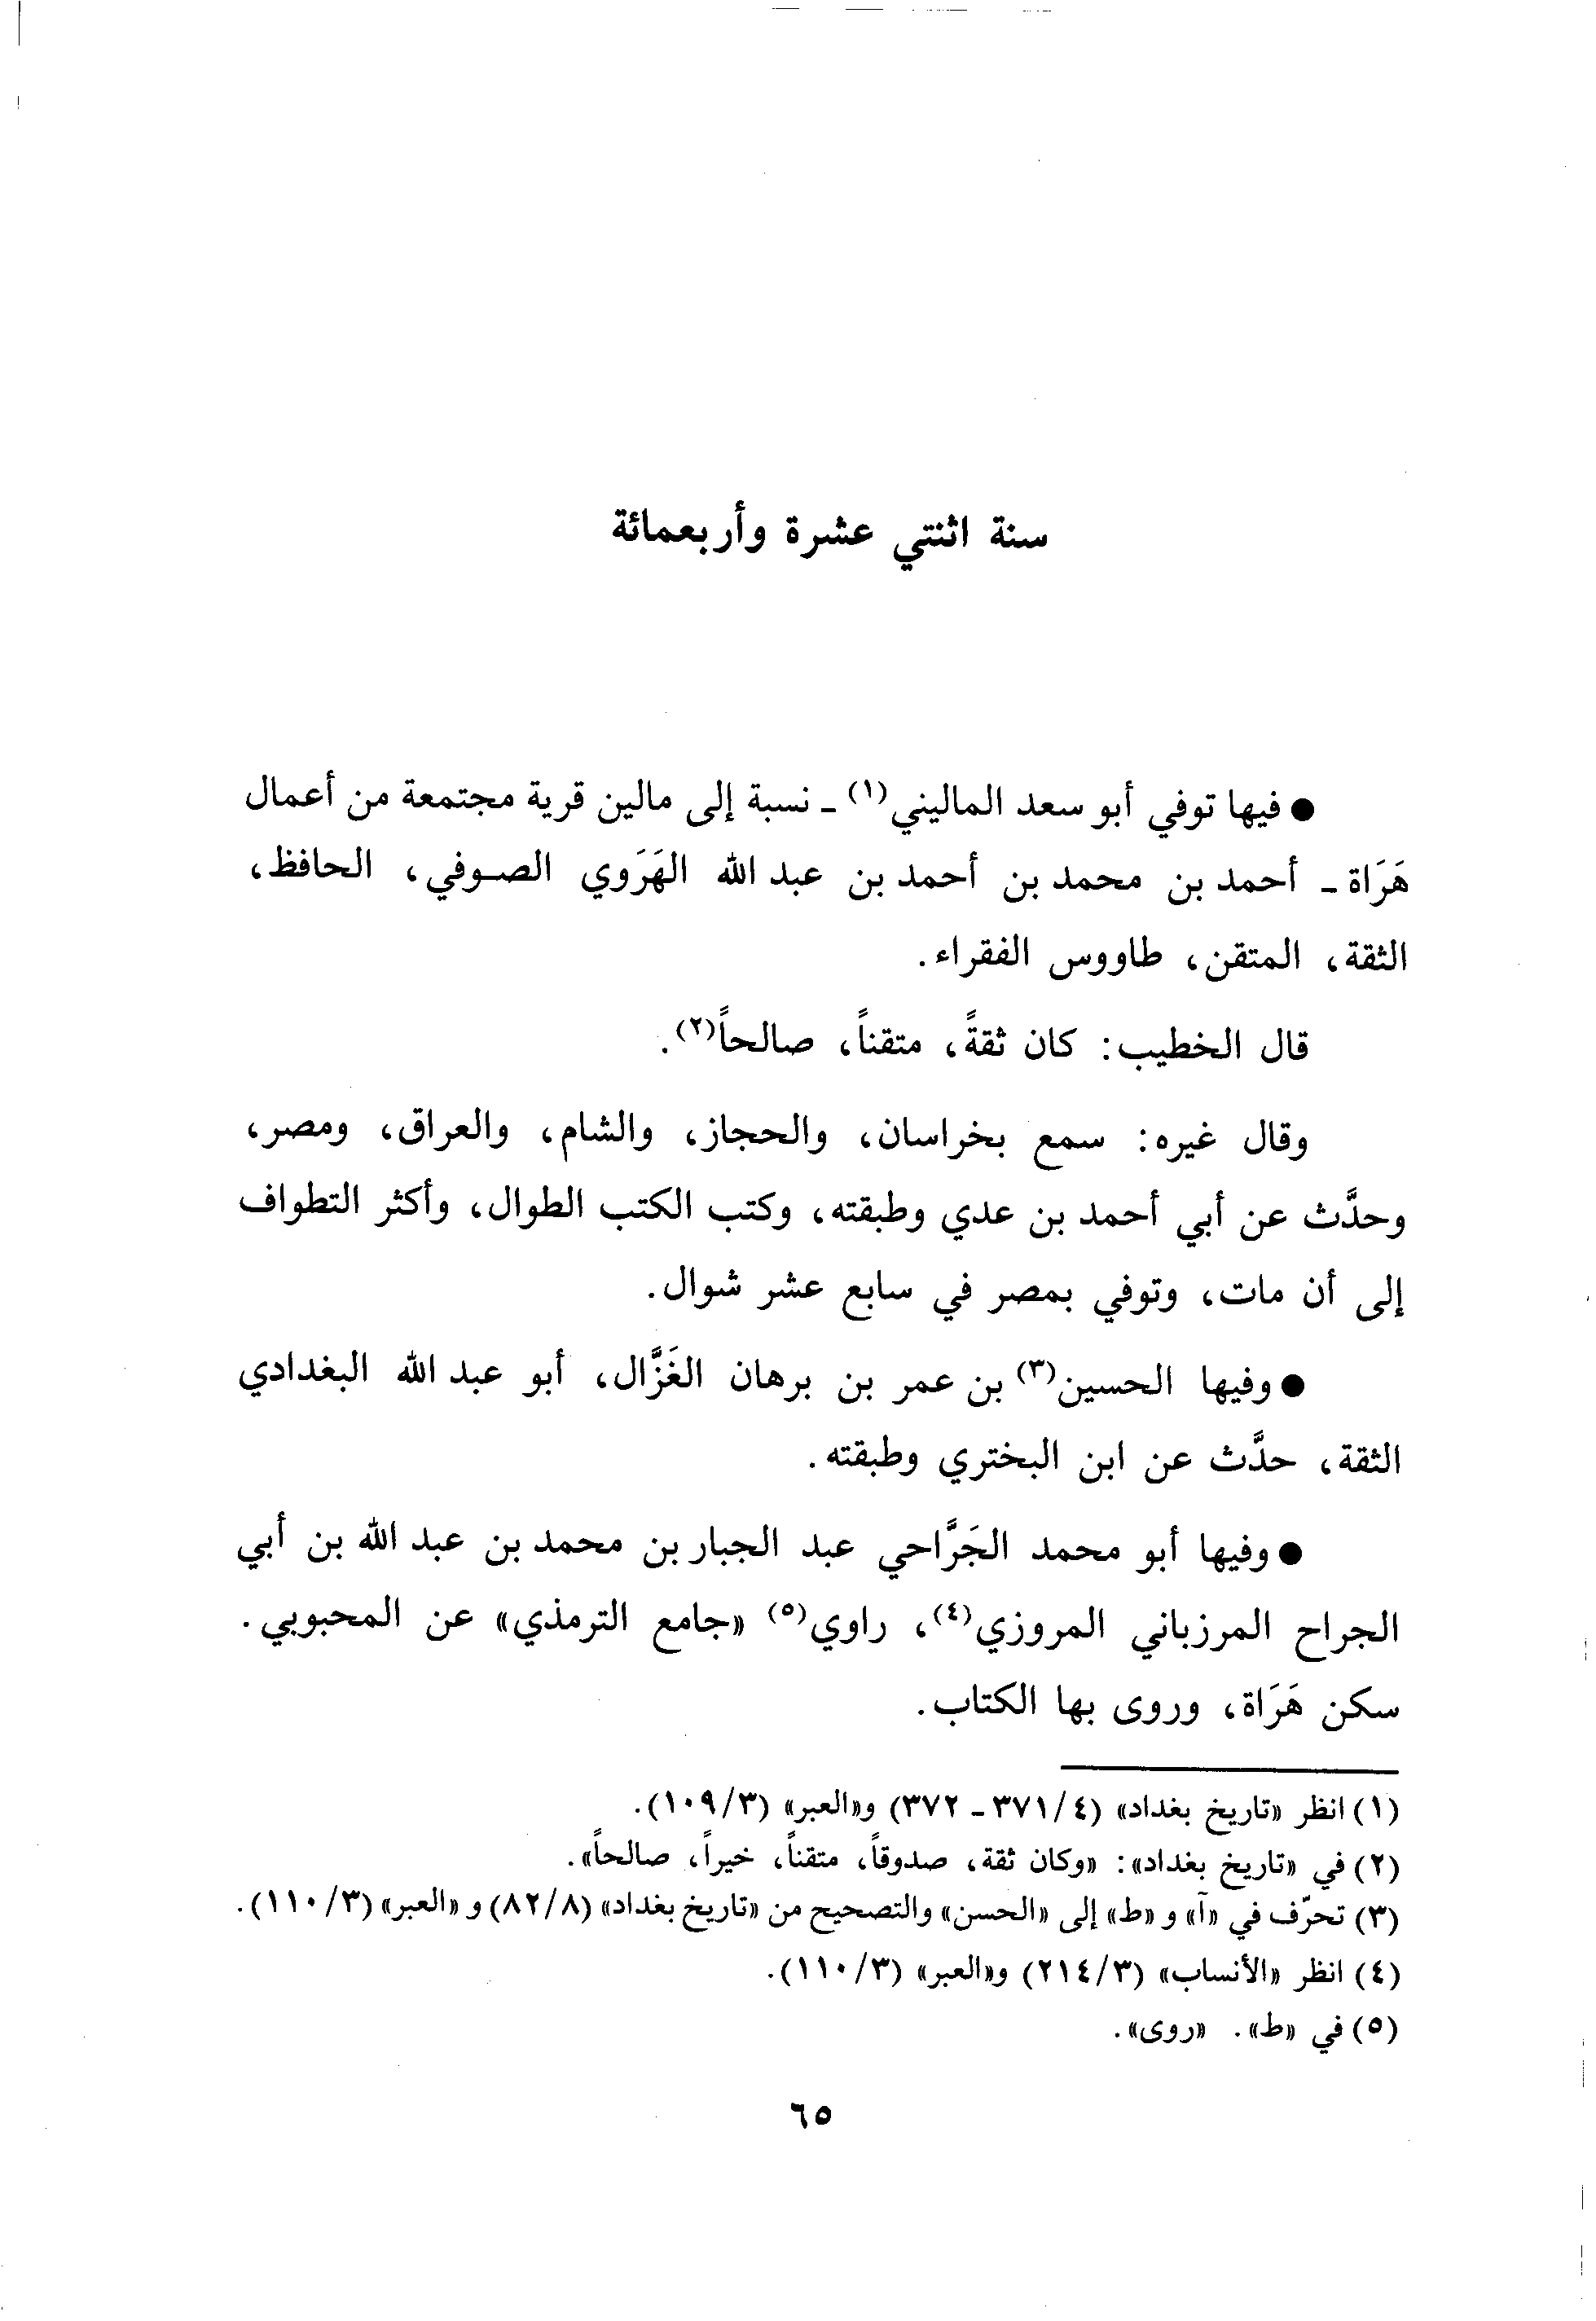 سنة اثنتي عشرة وأربعمائة
● فيها توفي أبو سعد الماليني(١) ـ نسبة إلى مالين قرية مجتمعة من أعمال
هَرَاة ـ أحمد بن محمد بن أحمد بن عبد الله الهَرَوي الصوفي، الحافظ،
الثقة، المتقن، طاووس الفقراء.
قال الخطيب: كان ثقةً، متقناً، صالحاً(٢).
وقال غيره: سمع بخراسان، والحجاز، والشام، والعراق، ومصر،
وحدَّث عن أبي أحمد بن عدي وطبقته، وكتب الكتب الطوال، وأكثر التطواف
إلى أن مات، وتوفي بمصر في سابع عشر شوال.
● وفيها الحسين(٣) بن عمر بن برهان الغَزَّال، أبو عبد الله البغدادي
الثقة، حدَّث عن ابن البختري وطبقته.
● وفيها أبو محمد الجَرَّاحي عبد الجبار بن محمد بن عبد الله بن أبي
الجراح المرزباني المروزي(٤)، راوي(٥) «جامع الترمذي» عن المحبوبي.
سكن هَرَاة، وروى بها الكتاب.
(١) انظر «تاريخ بغداد» (٤/ ٣٧١ ـ ٣٧٢) و«العبر» (٣/ ١٠٩).
(٢) في «تاريخ بغداد»: «وكان ثقة، صدوقاً، متقناً، خيراً، صالحاً».
(٣) تحرّف في «آ» و «ط» إلى «الحسن» والتصحيح من «تاريخ بغداد» (٨/ ٨٢) و «العبر» (٣/ ١١٠).
(٤) انظر «الأنساب» (٣/ ٢١٤) و«العبر» (٣/ ١١٠).
(٥) في «ط». «روى».
٦٥